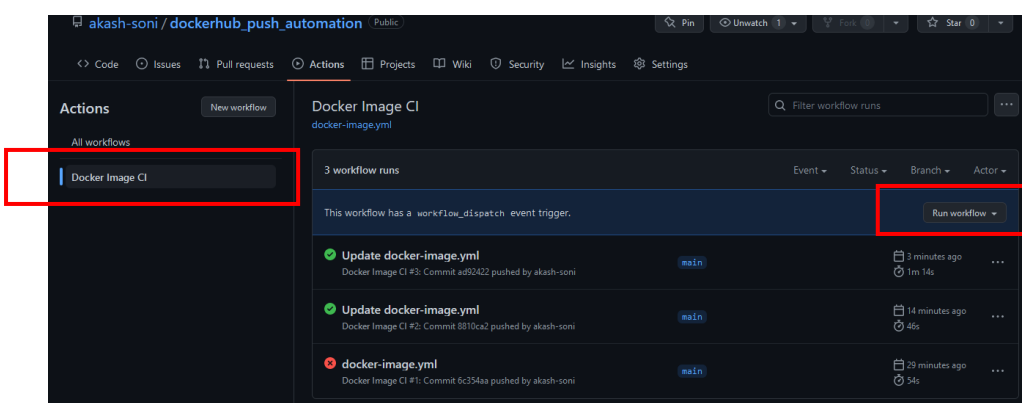 akash-soni / dockerhub_push_automation Public Pin Unwatch 1 Fork Star 0
Code Issues Pull requests Actions Projects Wiki Security Insights Settings
Actions New workflow
All workflows
Docker Image CI
Docker Image CI
docker-image.yml
Filter workflow runs
3 workflow runs Event Status Branch Actor
This workflow has a workflow_dispatch event trigger. Run workflow
Update docker-image.yml main 3 minutes ago
Docker Image CI #3: Commit ad92422 pushed by akash-soni 1m 14s
Update docker-image.yml main 14 minutes ago
Docker Image CI #2: Commit 8810ca2 pushed by akash-soni 46s
docker-image.yml main 29 minutes ago
Docker Image CI #1: Commit 6c354aa pushed by akash-soni 54s